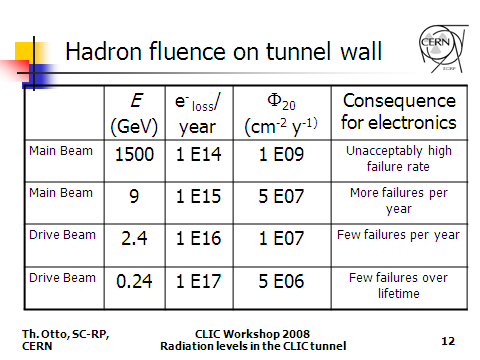 Hadron fluence on tunnel wall
CERN
SC-RP
E
(GeV)
e-loss/
year
Φ20
(cm-2 y-1)
Consequence
for electronics
Main Beam 1500 1 E14 1 E09 Unacceptably high
failure rate
Main Beam 9 1 E15 5 E07 More failures per
year
Drive Beam 2.4 1 E16 1 E07 Few failures per year
Drive Beam 0.24 1 E17 5 E06 Few failures over
lifetime
Th. Otto, SC-RP,
CERN
CLIC Workshop 2008
Radiation levels in the CLIC tunnel
12